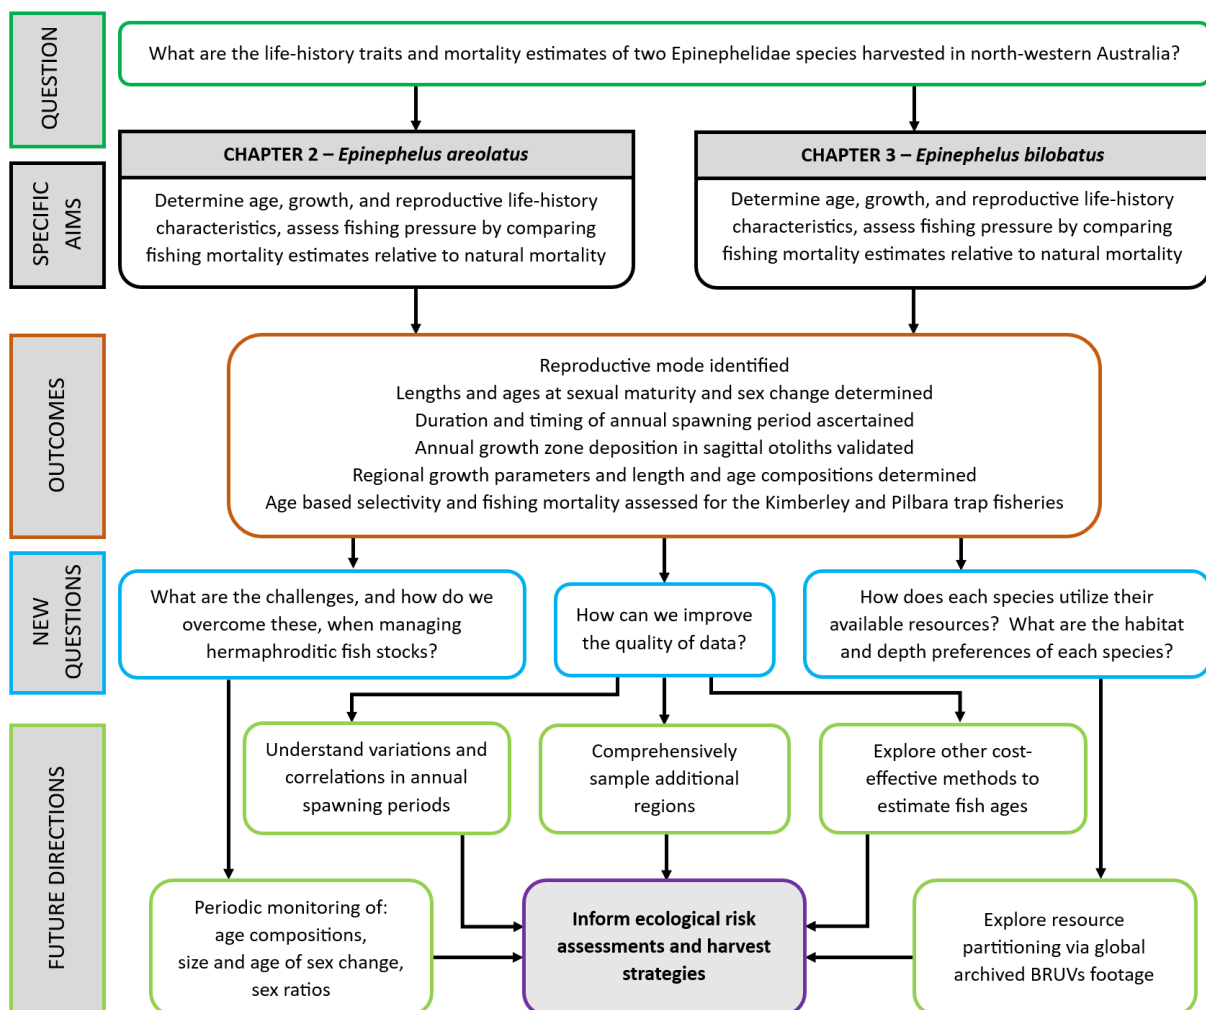 QUESTION
What are the life-history traits and mortality estimates of two Epinephelidae species harvested in north-western Australia?
SPECIFIC
AIMS
CHAPTER 2 – Epinephelus areolatus
Determine age, growth, and reproductive life-history
characteristics, assess fishing pressure by comparing
fishing mortality estimates relative to natural mortality
CHAPTER 3 – Epinephelus bilobatus
Determine age, growth, and reproductive life-history
characteristics, assess fishing pressure by comparing
fishing mortality estimates relative to natural mortality
OUTCOMES
Reproductive mode identified
Lengths and ages at sexual maturity and sex change determined
Duration and timing of annual spawning period ascertained
Annual growth zone deposition in sagittal otoliths validated
Regional growth parameters and length and age compositions determined
Age based selectivity and fishing mortality assessed for the Kimberley and Pilbara trap fisheries
NEW
QUESTIONS
What are the challenges, and how do we
overcome these, when managing
hermaphroditic fish stocks?
How can we improve
the quality of data?
How does each species utilize their
available resources?  What are the habitat
and depth preferences of each species?
FUTURE DIRECTIONS
Understand variations and
correlations in annual
spawning periods
Comprehensively
sample additional
regions
Explore other cost-
effective methods to
estimate fish ages
Periodic monitoring of:
age compositions,
size and age of sex change,
sex ratios
Inform ecological risk
assessments and harvest
strategies
Explore resource
partitioning via global
archived BRUVs footage